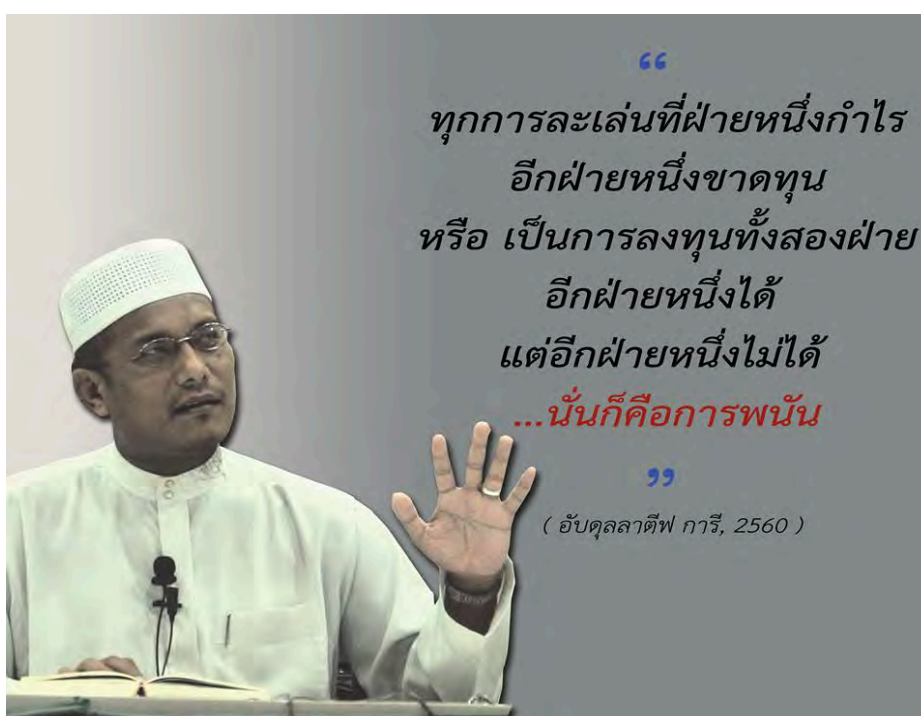 “
ทุกการละเล่นที่ฝ่ายหนึ่งกำไร
อีกฝ่ายหนึ่งขาดทุน
หรือ เป็นการลงทุนทั้งสองฝ่าย
อีกฝ่ายหนึ่งได้
แต่อีกฝ่ายหนึ่งไม่ได้
...นั่นก็คือการพนัน
”
( อับดุลลาตีฟ การี, 2560 )